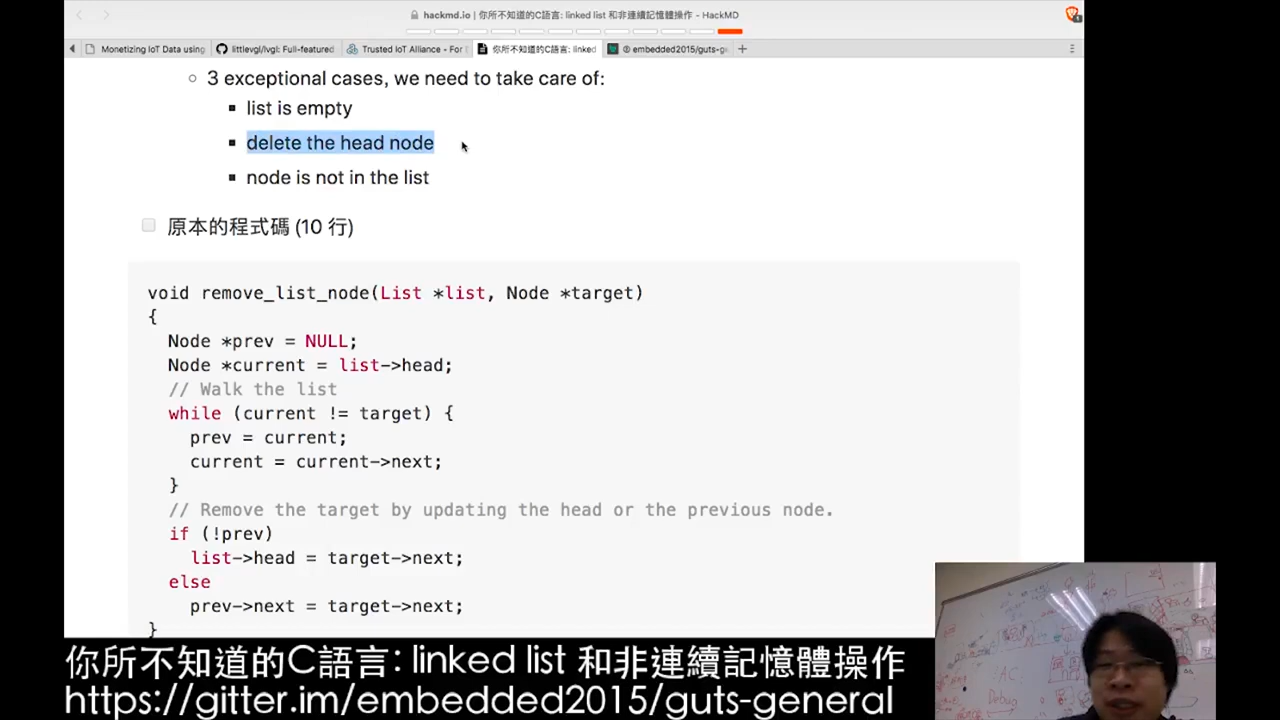 hackmd.io | 你所不知道的C語言: linked list 和非連續記憶體操作 - HackMD
Monetizing IoT Data using
littlevgl/lvgl: Full-featured
Trusted IoT Alliance - For
你所不知道的C語言: linked
embedded2015/guts-g
3 exceptional cases, we need to take care of:
list is empty
delete the head node
node is not in the list
原本的程式碼 (10 行)
void remove_list_node(List *list, Node *target)
{
Node *prev = NULL;
Node *current = list->head;
// Walk the list
while (current != target) {
prev = current;
current = current->next;
}
// Remove the target by updating the head or the previous node.
if (!prev)
list->head = target->next;
else
prev->next = target->next;
}
Debug
你所不知道的C語言: linked list 和非連續記憶體操作
https://gitter.im/embedded2015/guts-general